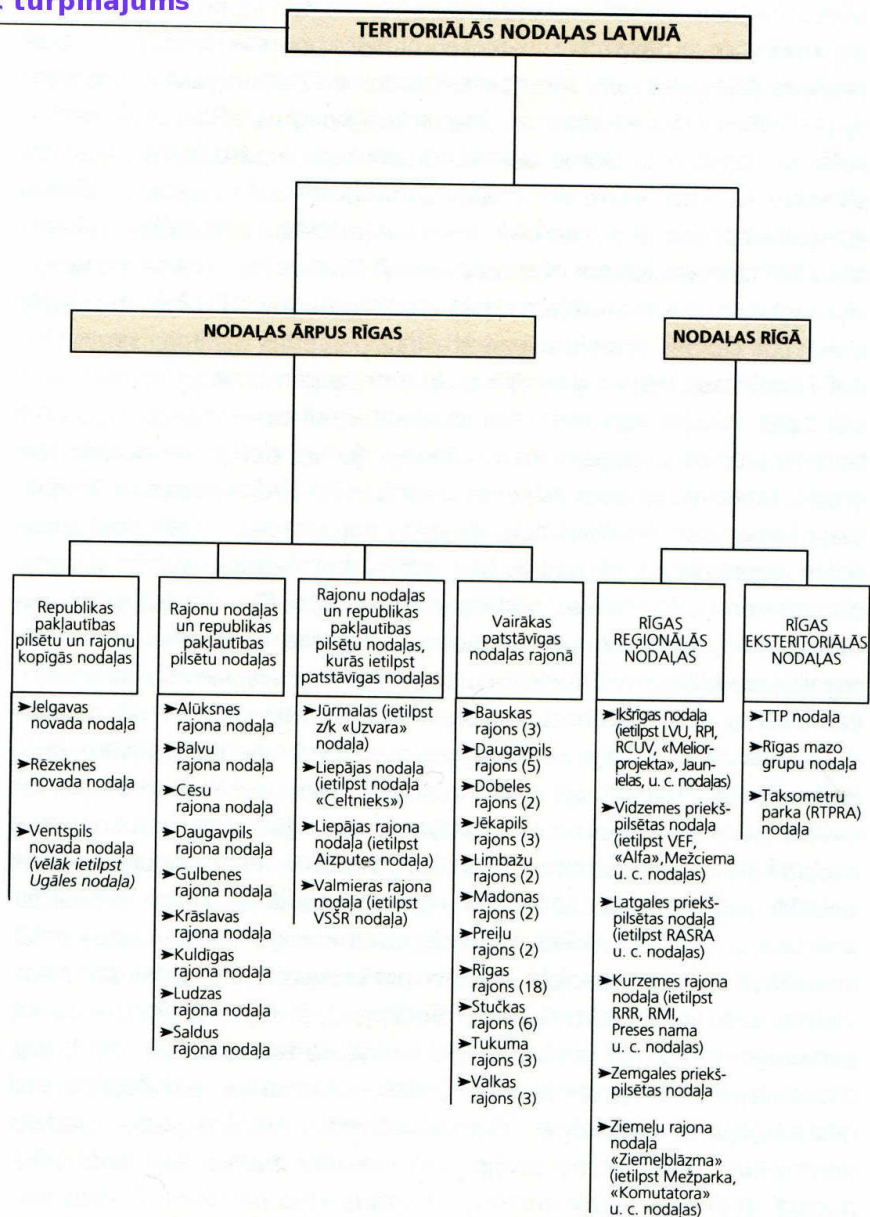 turpinājums
TERITORIĀLĀS NODAĻAS LATVIJĀ
NODAĻAS ĀRPUS RĪGAS
NODAĻAS RĪGĀ
Republikas
pakļautības
pilsētu un rajonu
kopīgās nodaļas
➤Jelgavas
novada nodaļa
➤Rēzeknes
novada nodaļa
➤Ventspils
novada nodaļa
(vēlāk ietilpst
Ugāles nodaļa)
Rajonu nodaļas
un republikas
pakļautības
pilsētu nodaļas
➤Alūksnes
rajona nodaļa
➤Balvu
rajona nodaļa
➤Cēsu
rajona nodaļa
➤Daugavpils
rajona nodaļa
➤Gulbenes
rajona nodaļa
➤Krāslavas
rajona nodaļa
➤Kuldīgas
rajona nodaļa
➤Ludzas
rajona nodaļa
➤Saldus
rajona nodaļa
Rajonu nodaļas
un republikas
pakļautības
pilsētu nodaļas,
kurās ietilpst
patstāvīgas nodaļas
➤Jūrmalas (ietilpst
z/k «Uzvara»
nodaļa)
➤Liepājas nodaļa
(ietilpst nodaļa
«Celtnieks»)
➤Liepājas rajona
nodaļa (ietilpst
Aizputes nodaļa)
➤Valmieras rajona
nodaļa (ietilpst
VSŠR nodaļa)
Vairākas
patstāvīgas
nodaļas rajonā
➤Bauskas
rajons (3)
➤Daugavpils
rajons (5)
➤Dobeles
rajons (2)
➤Jēkapils
rajons (3)
➤Limbažu
rajons (2)
➤Madonas
rajons (2)
➤Preiļu
rajons (2)
➤Rīgas
rajons (18)
➤Stučkas
rajons (6)
➤Tukuma
rajons (3)
➤Valkas
rajons (3)
RĪGAS
REĢIONĀLĀS
NODAĻAS
➤Ikšrīgas nodaļa
(ietilpst LVU, RPI,
RCUV, «Melior-
projekta», Jaun-
ielas, u. c. nodaļas)
➤Vidzemes priekš-
pilsētas nodaļa
(ietilpst VEF,
«Alfa», Mežciema
u. c. nodaļas)
➤Latgales priekš-
pilsētas nodaļa
(ietilpst RASRA
u. c. nodaļas)
➤Kurzemes rajona
nodaļa (ietilpst
RRR, RMI,
Preses nama
u. c. nodaļas)
➤Zemgales priekš-
pilsētas nodaļa
➤Ziemeļu rajona
nodaļa
«Ziemeļblāzma»
(ietilpst Mežparka,
«Komutatora»
u. c. nodaļas)
RĪGAS
EKSTERITORIĀLĀS
NODAĻAS
➤TTP nodaļa
➤Rīgas mazo
grupu nodaļa
➤Taksometru
parka (RTPRA)
nodaļa